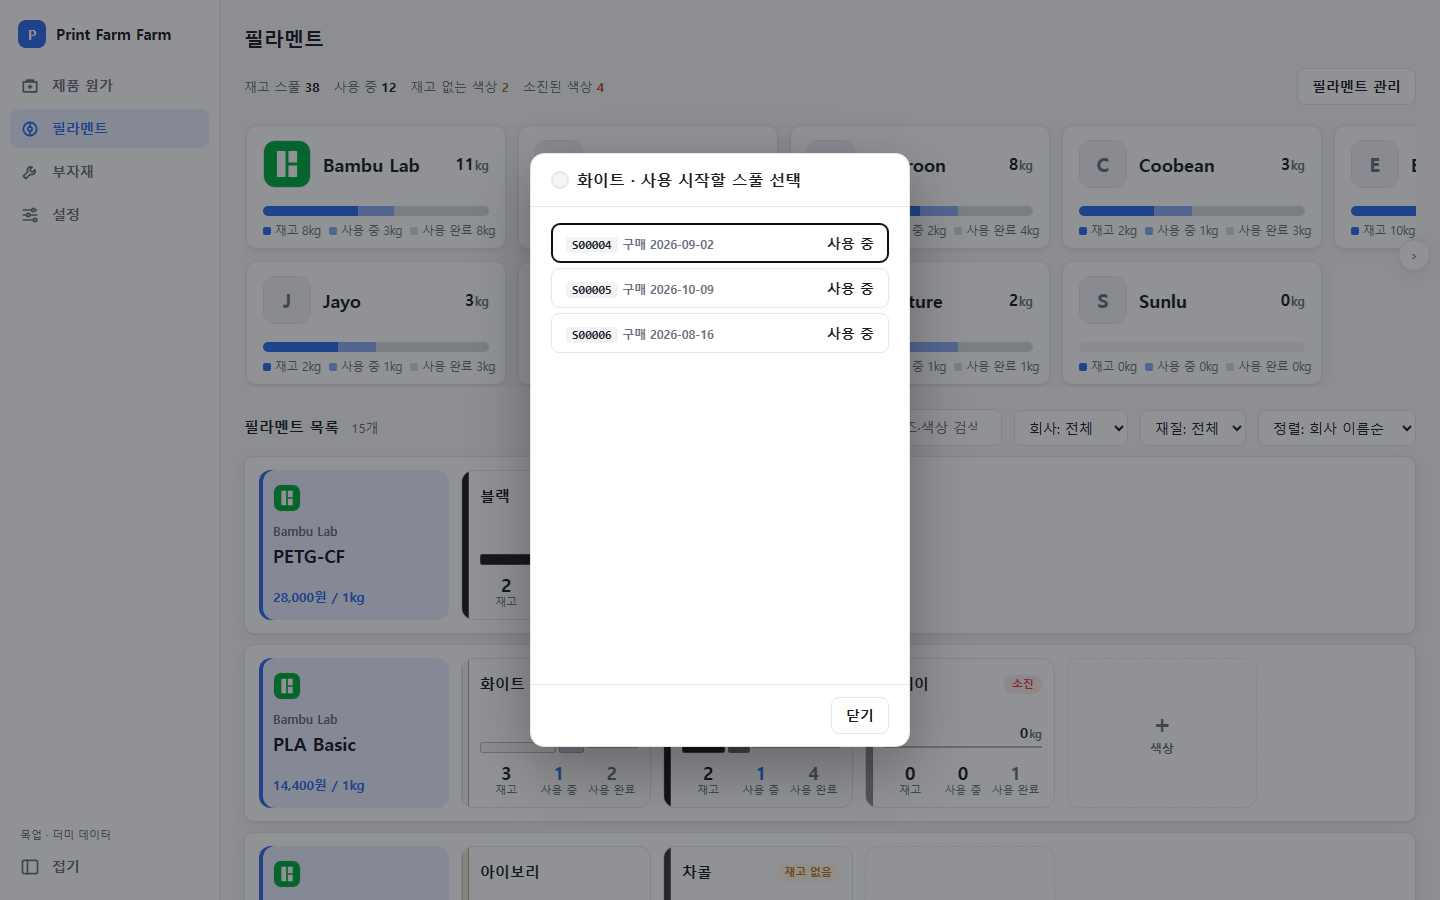 P Print Farm Farm
제품 원가
필라멘트
부자재
설정
목업 · 더미 데이터
접기
필라멘트
재고 스풀 38 사용 중 12 재고 없는 색상 2 소진된 색상 4
필라멘트 관리
Bambu Lab 11kg
재고 8kg 사용 중 3kg 사용 완료 8kg
roon 8kg
중 2kg 사용 완료 4kg
C Coobean 3kg
재고 2kg 사용 중 1kg 사용 완료 3kg
E
재고 10kg
›
J Jayo 3kg
재고 2kg 사용 중 1kg 사용 완료 3kg
ture 2kg
중 1kg 사용 완료 1kg
S Sunlu 0kg
재고 0kg 사용 중 0kg 사용 완료 0kg
필라멘트 목록 15개
즈·색상 검색
회사: 전체
재질: 전체
정렬: 회사 이름순
Bambu Lab
PETG-CF
28,000원 / 1kg
블랙
2
재고
Bambu Lab
PLA Basic
14,400원 / 1kg
화이트
3 1 2
재고 사용 중 사용 완료
2 1 4
재고 사용 중 사용 완료
이 소진
0kg
0 0 1
재고 사용 중 사용 완료
+
색상
아이보리
차콜 재고 없음
화이트 · 사용 시작할 스풀 선택
S00004 구매 2026-09-02 사용 중
S00005 구매 2026-10-09 사용 중
S00006 구매 2026-08-16 사용 중
닫기